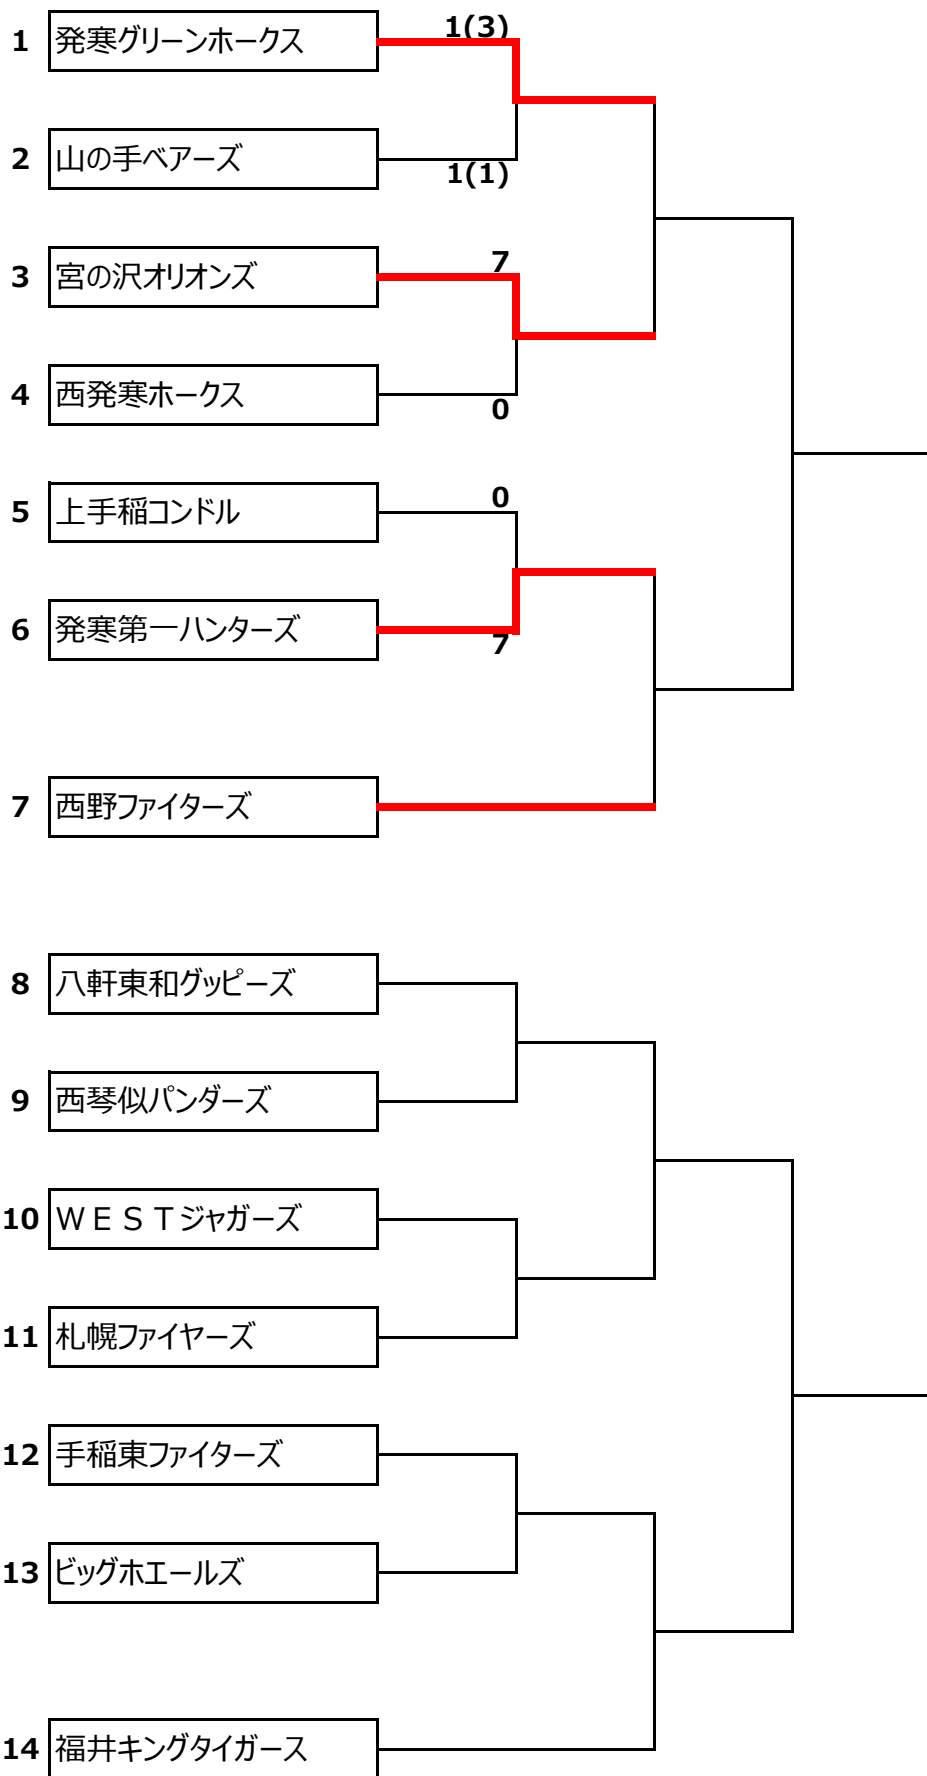 1 発寒グリーンホークス 1(3)
2 山の手ベアーズ 1(1)
3 宮の沢オリオンズ 7
4 西発寒ホークス 0
5 上手稲コンドル 0
6 発寒第一ハンターズ 7
7 西野ファイターズ
8 八軒東和グッピーズ
9 西琴似パンダーズ
10 ＷＥＳＴジャガーズ
11 札幌ファイヤーズ
12 手稲東ファイターズ
13 ビッグホエールズ
14 福井キングタイガース